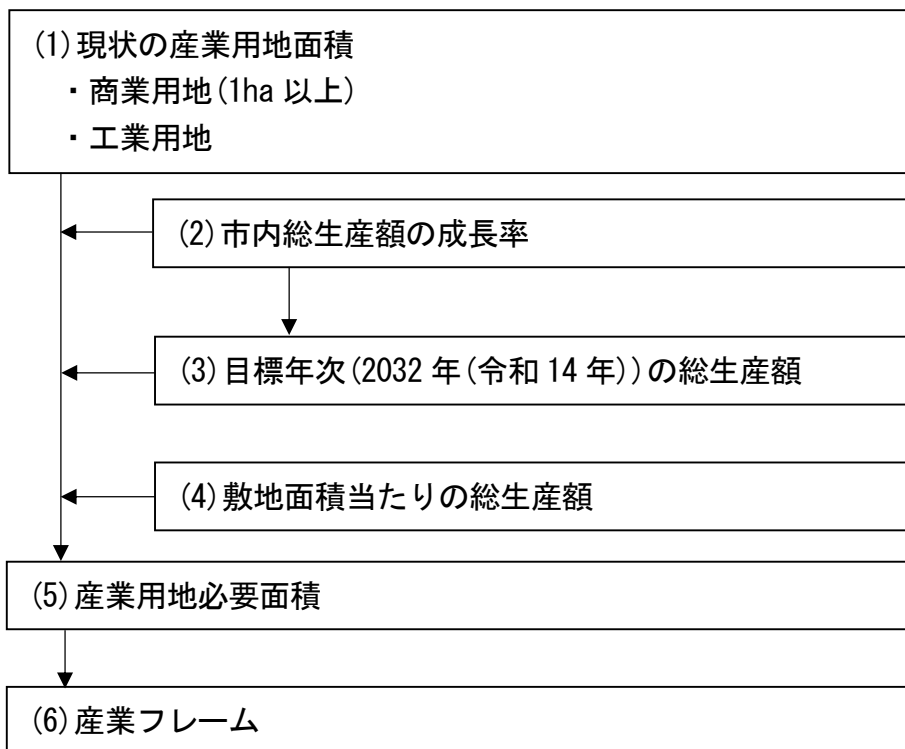 (1)現状の産業用地面積
・商業用地(1ha 以上)
・工業用地
(2)市内総生産額の成長率
(3)目標年次(2032 年(令和 14 年))の総生産額
(4)敷地面積当たりの総生産額
(5)産業用地必要面積
(6)産業フレーム